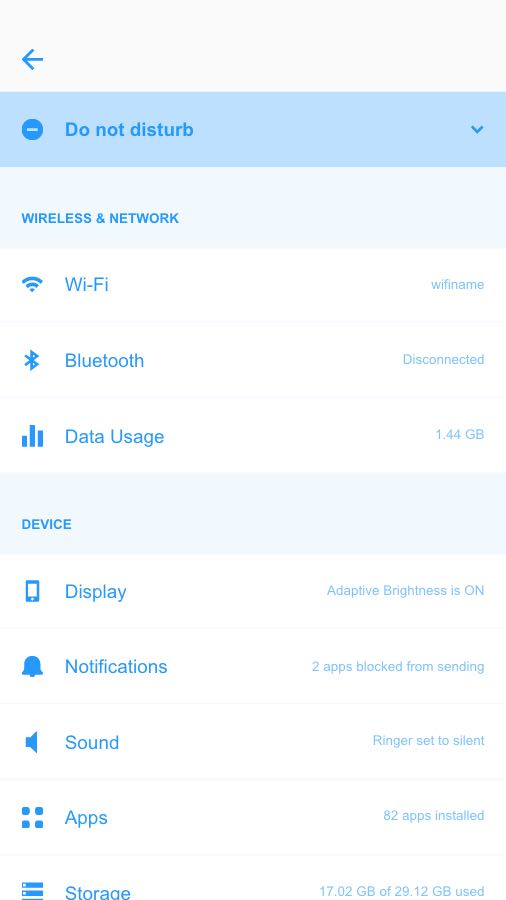 Do not disturb
WIRELESS & NETWORK
Wi-Fi wifiname
Bluetooth Disconnected
Data Usage 1.44 GB
DEVICE
Display Adaptive Brightness is ON
Notifications 2 apps blocked from sending
Sound Ringer set to silent
Apps 82 apps installed
Storage 17.02 GB of 29.12 GB used